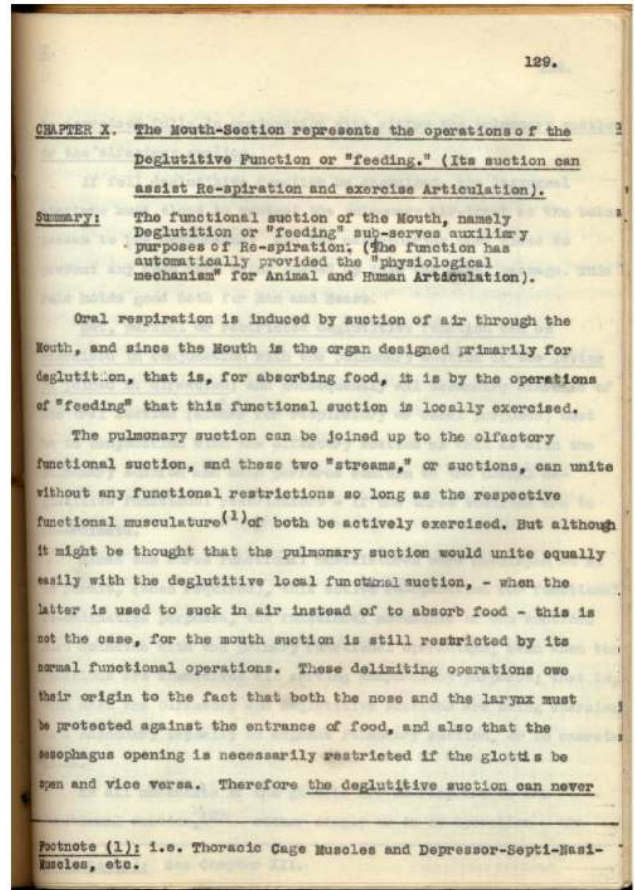 129.
CHAPTER X. The Mouth-Section represents the operations of the
Deglutitive Function or "feeding." (Its suction can
assist Re-spiration and exercise Articulation).
Summary: The functional suction of the Mouth, namely
Deglutition or "feeding" sub-serves auxiliary
purposes of Re-spiration. (The function has
automatically provided the "physiological
mechanism" for Animal and Human Articulation).
Oral respiration is induced by suction of air through the
Mouth, and since the Mouth is the organ designed primarily for
deglutition, that is, for absorbing food, it is by the operations
of "feeding" that this functional suction is locally exercised.
The pulmonary suction can be joined up to the olfactory
functional suction, and these two "streams," or suctions, can unite
without any functional restrictions so long as the respective
functional musculature(1) of both be actively exercised. But although
it might be thought that the pulmonary suction would unite equally
easily with the deglutitive local functional suction, - when the
latter is used to suck in air instead of to absorb food - this is
not the case, for the mouth suction is still restricted by its
normal functional operations. These delimiting operations owe
their origin to the fact that both the nose and the larynx must
be protected against the entrance of food, and also that the
aesophagus opening is necessarily restricted if the glottis be
open and vice versa. Therefore the deglutitive suction can never
Footnote (1): i.e. Thoracic Cage Muscles and Depressor-Septi-Nasi-
Muscles, etc.